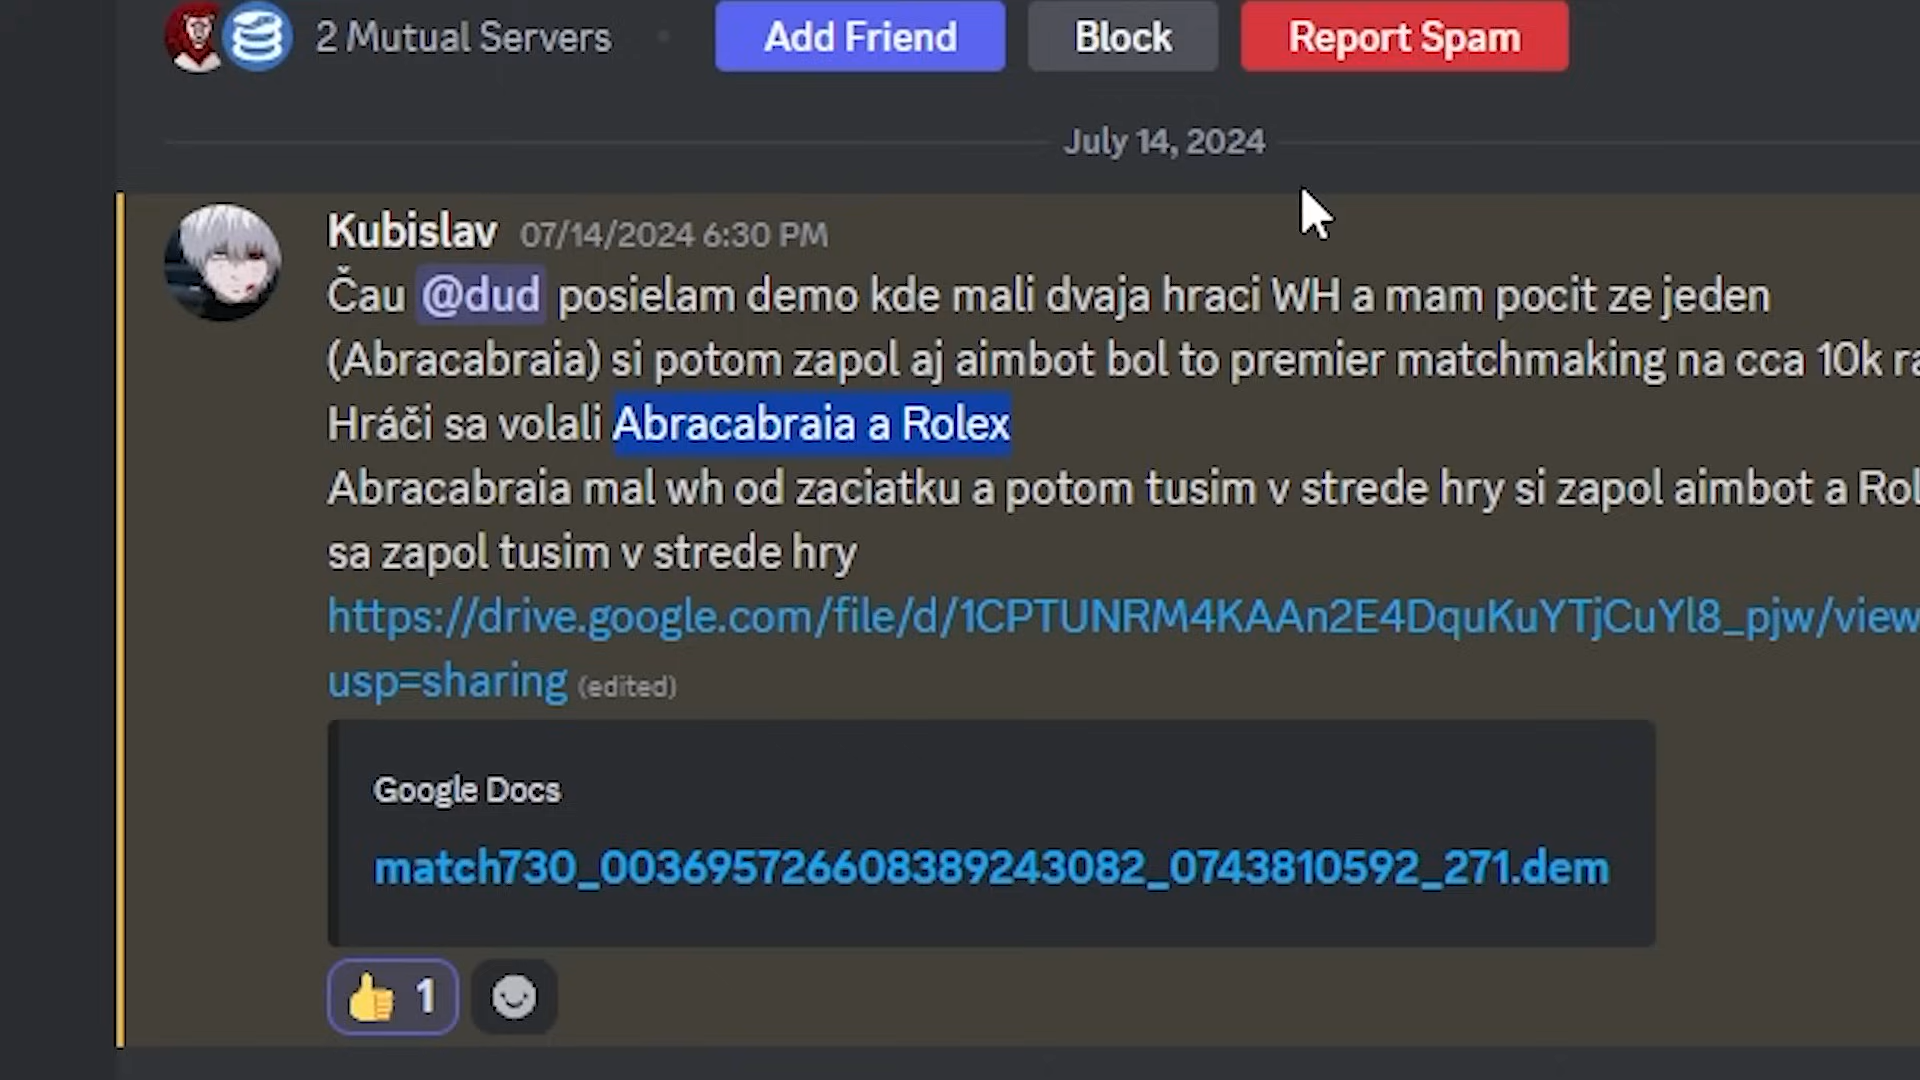 2 Mutual Servers
Add Friend
Block
Report Spam
July 14, 2024
Kubislav 07/14/2024 6:30 PM
Čau @dud posielam demo kde mali dvaja hraci WH a mam pocit ze jeden
(Abracabraia) si potom zapol aj aimbot bol to premier matchmaking na cca 10k
Hráči sa volali Abracabraia a Rolex
Abracabraia mal wh od zaciatku a potom tusim v strede hry si zapol aimbot a Rol
sa zapol tusim v strede hry
https://drive.google.com/file/d/1CPTUNRM4KAAn2E4DquKuYTjCuYl8_pjw/view
usp=sharing (edited)
Google Docs
match730_003695726608389243082_0743810592_271.dem
1